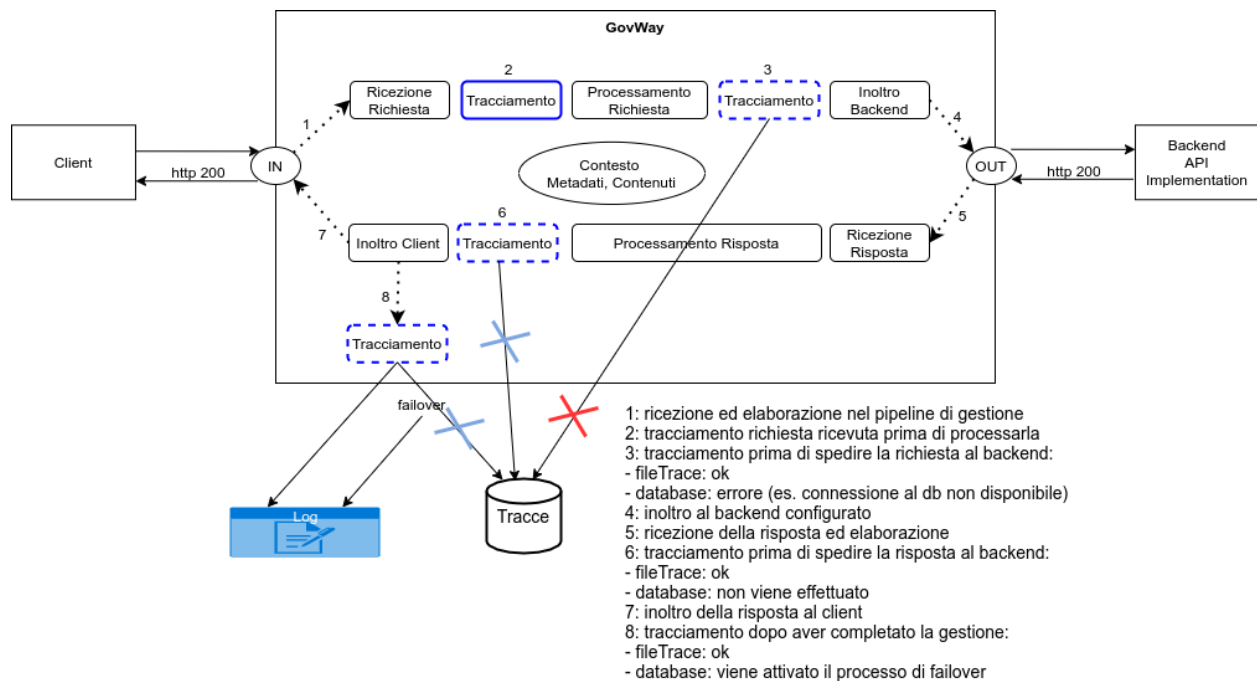 GovWay
2
3
Ricezione
Richiesta
Tracciamento
Processamento
Richiesta
Tracciamento
Inoltro
Backend
1
4
Client
http 200
IN
Contesto
Metadati, Contenuti
OUT
http 200
Backend
API
Implementation
7
6
5
Inoltro Client
Tracciamento
Processamento Risposta
Ricezione
Risposta
8
Tracciamento
failover
Log
Tracce
1: ricezione ed elaborazione nel pipeline di gestione
2: tracciamento richiesta ricevuta prima di processarla
3: tracciamento prima di spedire la richiesta al backend:
- fileTrace: ok
- database: errore (es. connessione al db non disponibile)
4: inoltro al backend configurato
5: ricezione della risposta ed elaborazione
6: tracciamento prima di spedire la risposta al backend:
- fileTrace: ok
- database: non viene effettuato
7: inoltro della risposta al client
8: tracciamento dopo aver completato la gestione:
- fileTrace: ok
- database: viene attivato il processo di failover